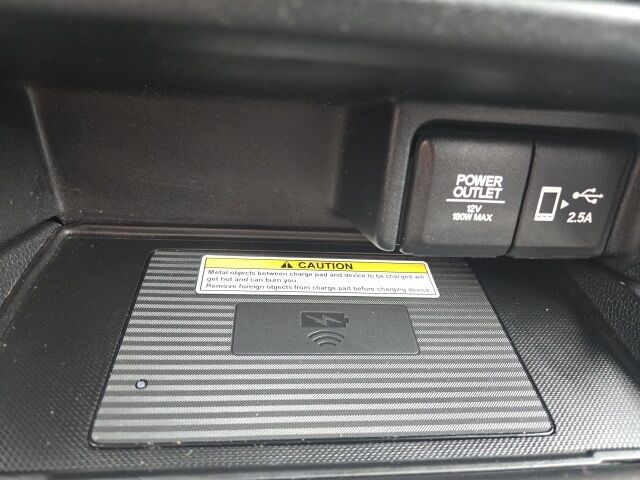 POWER
OUTLET
12V
180W MAX
2.5A
CAUTION
Metal objects between charge pad and device to be charged will
get hot and can burn you.
Remove foreign objects from charge pad before charging device